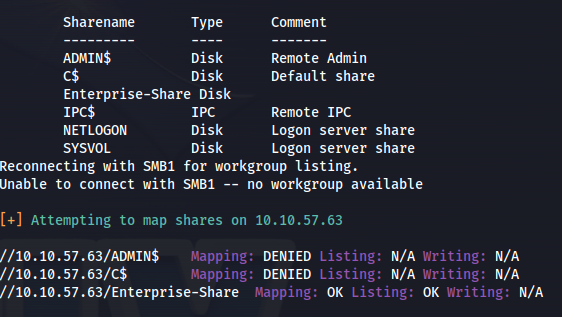 Sharename Type Comment
--------- ---- -------
ADMIN$ Disk Remote Admin
C$ Disk Default share
Enterprise-Share Disk
IPC$ IPC Remote IPC
NETLOGON Disk Logon server share
SYSVOL Disk Logon server share
Reconnecting with SMB1 for workgroup listing.
Unable to connect with SMB1 -- no workgroup available
[+] Attempting to map shares on 10.10.57.63
//10.10.57.63/ADMIN$ Mapping: DENIED Listing: N/A Writing: N/A
//10.10.57.63/C$ Mapping: DENIED Listing: N/A Writing: N/A
//10.10.57.63/Enterprise-Share Mapping: OK Listing: OK Writing: N/A